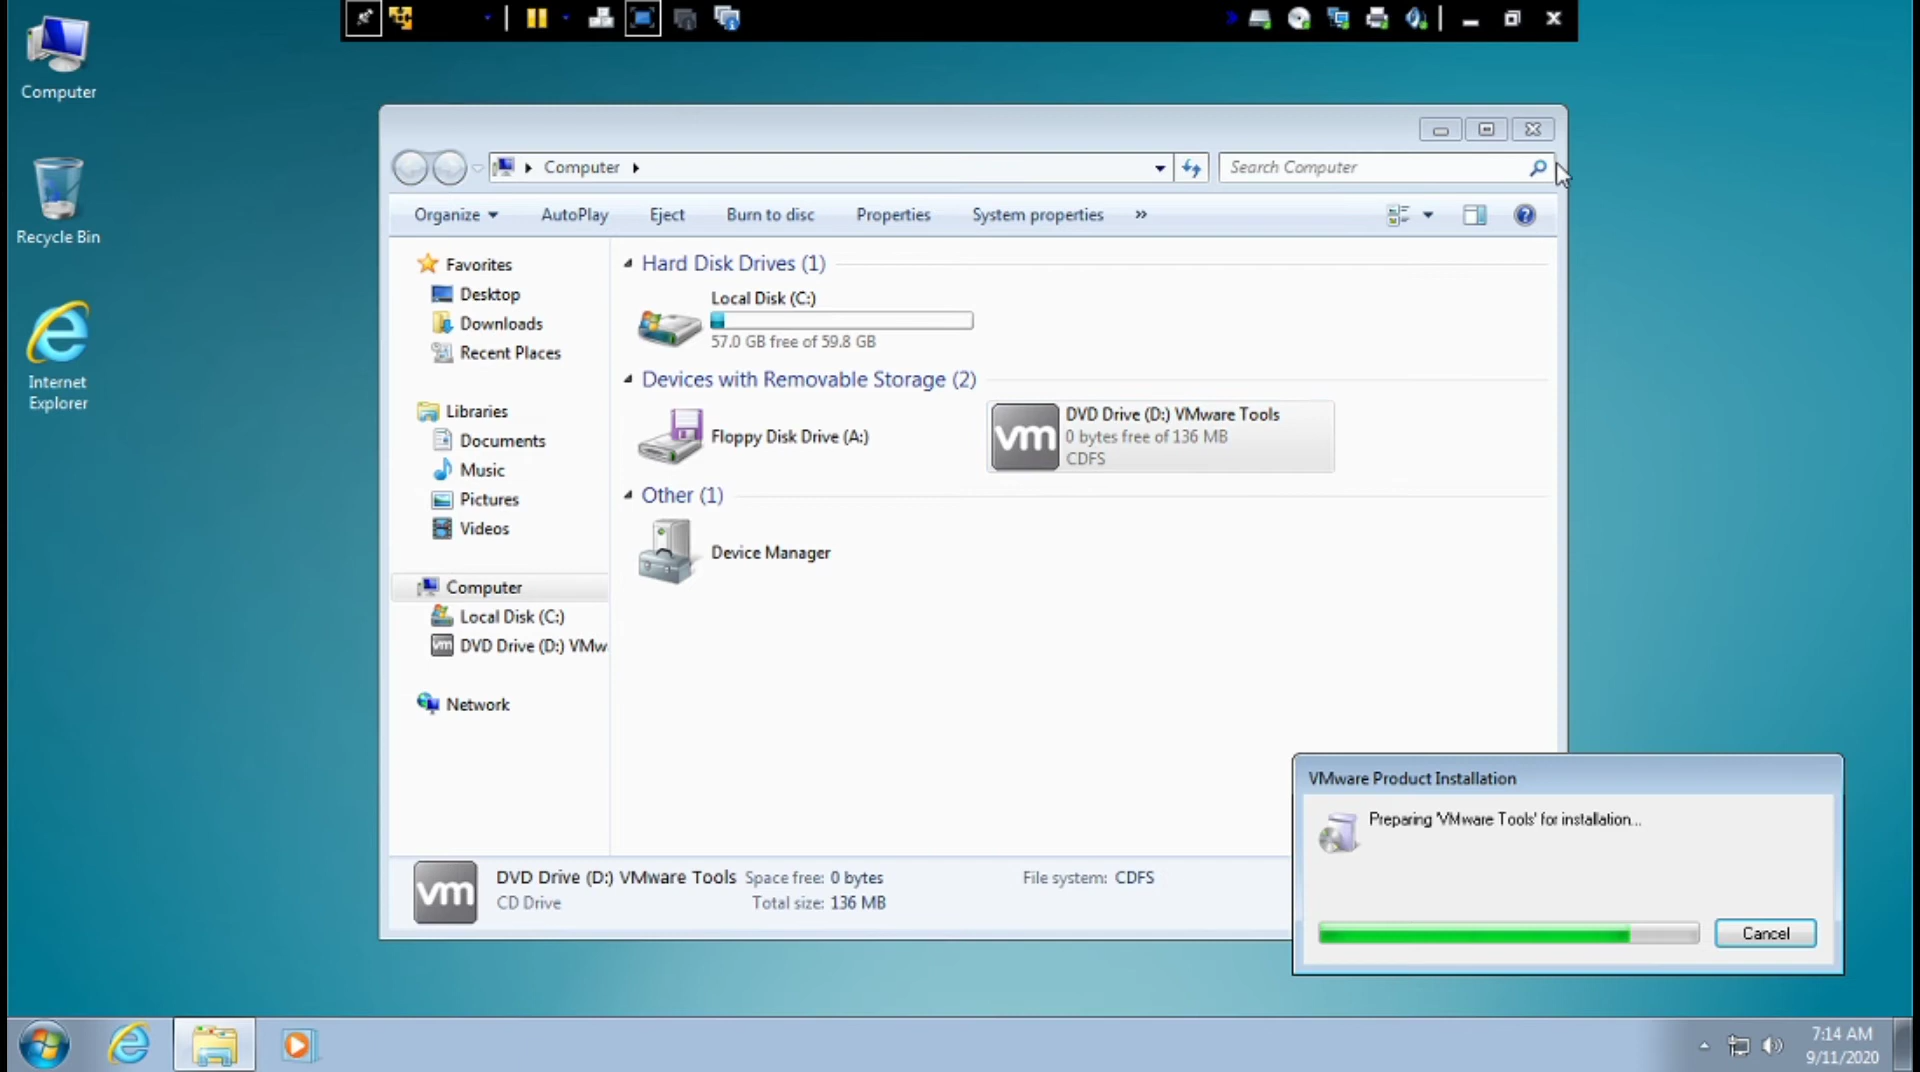 Computer
Recycle Bin
Internet
Explorer
Computer
Search Computer
Organize
AutoPlay
Eject
Burn to disc
Properties
System properties
»
Favorites
Desktop
Downloads
Recent Places
Libraries
Documents
Music
Pictures
Videos
Computer
Local Disk (C:)
DVD Drive (D:) VMw
Network
Hard Disk Drives (1)
Local Disk (C:)
57.0 GB free of 59.8 GB
Devices with Removable Storage (2)
Floppy Disk Drive (A:)
vm
DVD Drive (D:) VMware Tools
0 bytes free of 136 MB
CDFS
Other (1)
Device Manager
vm
DVD Drive (D:) VMware Tools Space free: 0 bytes File system: CDFS
CD Drive Total size: 136 MB
VMware Product Installation
Preparing 'VMware Tools' for installation...
Cancel
7:14 AM
9/11/2020